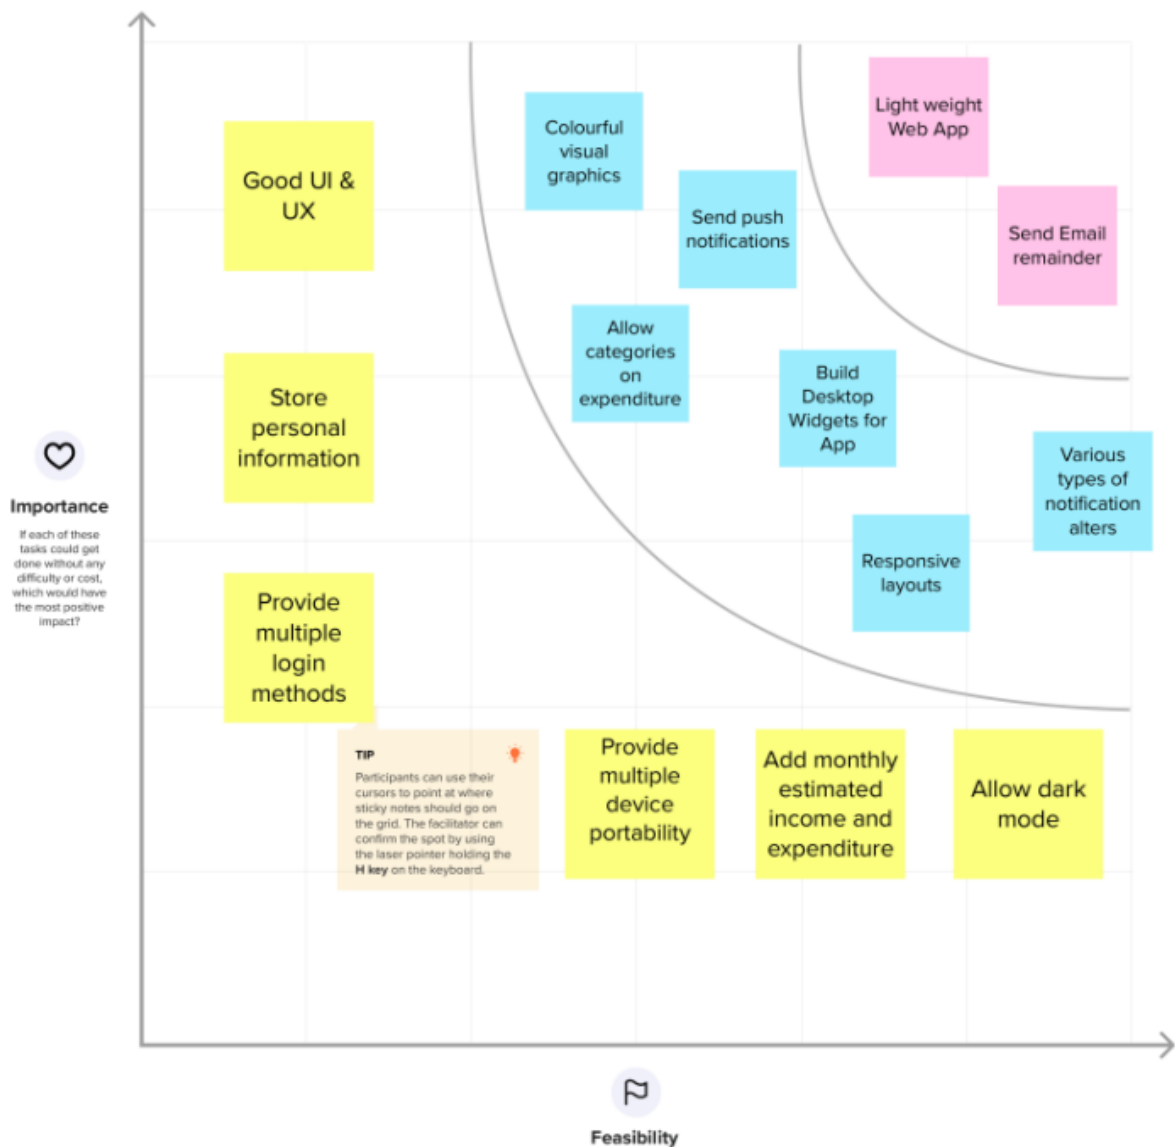 Good UI &
UX
Colourful
visual
graphics
Send push
notifications
Light weight
Web App
Send Email
remainder
Store
personal
information
Allow
categories
on
expenditure
Build
Desktop
Widgets for
App
Various
types of
notification
alters
Responsive
layouts
Importance
If each of these
tasks could get
done without any
difficulty or cost,
which would have
the most positive
impact?
Provide
multiple
login
methods
TIP
Participants can use their
cursors to point at where
sticky notes should go on
the grid. The facilitator can
confirm the spot by using
the laser pointer holding the
H key on the keyboard.
Provide
multiple
device
portability
Add monthly
estimated
income and
expenditure
Allow dark
mode
Feasibility